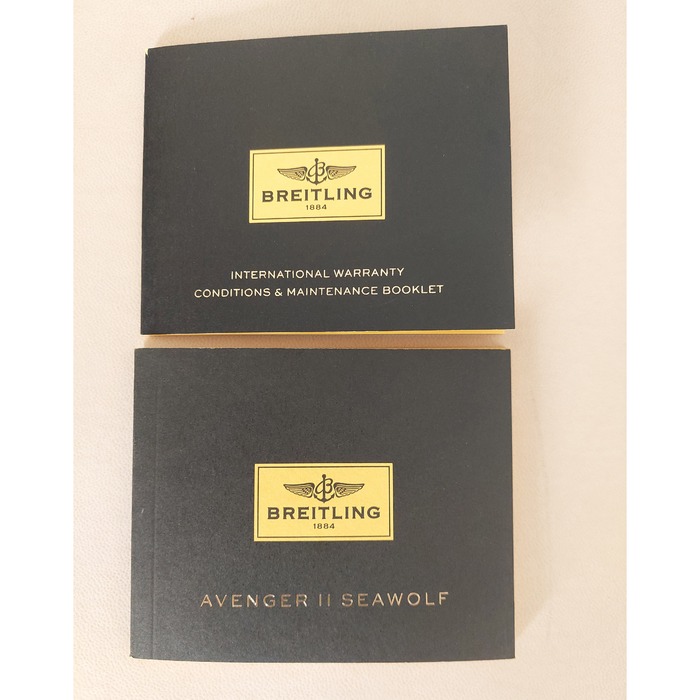 BREITLING
1884
INTERNATIONAL WARRANTY
CONDITIONS & MAINTENANCE BOOKLET
BREITLING
1884
AVENGER II SEAWOLF